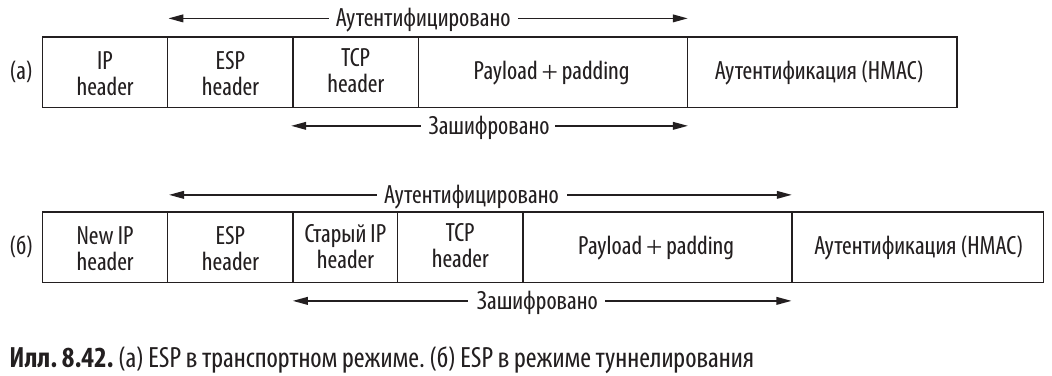 Аутентифицировано
(а) IP header ESP header TCP header Payload + padding Аутентификация (HMAC)
Зашифровано
Аутентифицировано
(б) New IP header ESP header Старый IP header TCP header Payload + padding Аутентификация (HMAC)
Зашифровано
Илл. 8.42. (а) ESP в транспортном режиме. (б) ESP в режиме туннелирования